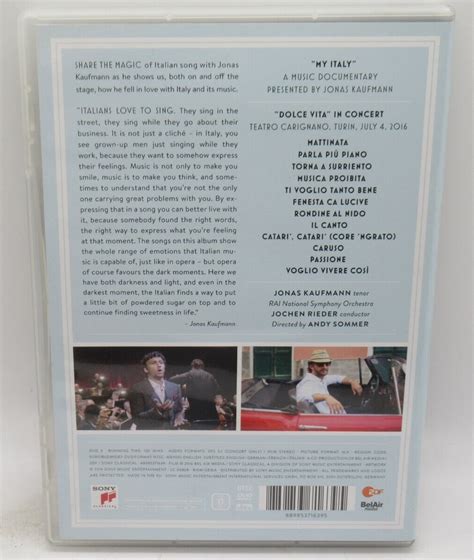 SHARE THE MAGIC of Italian song with Jonas
Kaufmann as he shows us, both on and off the
stage, how he fell in love with Italy and its music.
"ITALIANS LOVE TO SING. They sing in the
street, they sing while they go about their
business. It is not just a cliché – in Italy, you
see grown-up men just singing while they
work, because they want to somehow express
their feelings. Music is not only to make you
smile, music is to make you think, and some-
times to understand that you're not the only
one carrying great problems with you. By ex-
pressing that in a song you can better live with
it, because somebody found the right words,
the right way to express what you're feeling
at that moment. The songs on this album show
the whole range of emotions that Italian music
is capable of, just like in opera – but opera
of course favours the dark moments. Here we
have both darkness and light, and even in the
darkest moment, the Italian finds a way to put
a little bit of powdered sugar on top and to
continue finding sweetness in life."
– Jonas Kaufmann
"MY ITALY"
A MUSIC DOCUMENTARY
PRESENTED BY JONAS KAUFMANN
"DOLCE VITA" IN CONCERT
TEATRO CARIGNANO, TURIN, JULY 4, 2016
MATTINATA
PARLA PIÙ PIANO
TORNA A SURRIENTO
MUSICA PROIBITA
TI VOGLIO TANTO BENE
FENESTA CA LUCIVE
RONDINE AL NIDO
IL CANTO
CATARI', CATARI' (CORE 'NGRATO)
CARUSO
PASSIONE
VOGLIO VIVERE COSÌ
JONAS KAUFMANN tenor
RAI National Symphony Orchestra
JOCHEN RIEDER conductor
Directed by ANDY SOMMER
SONY
ZDF
BelAir